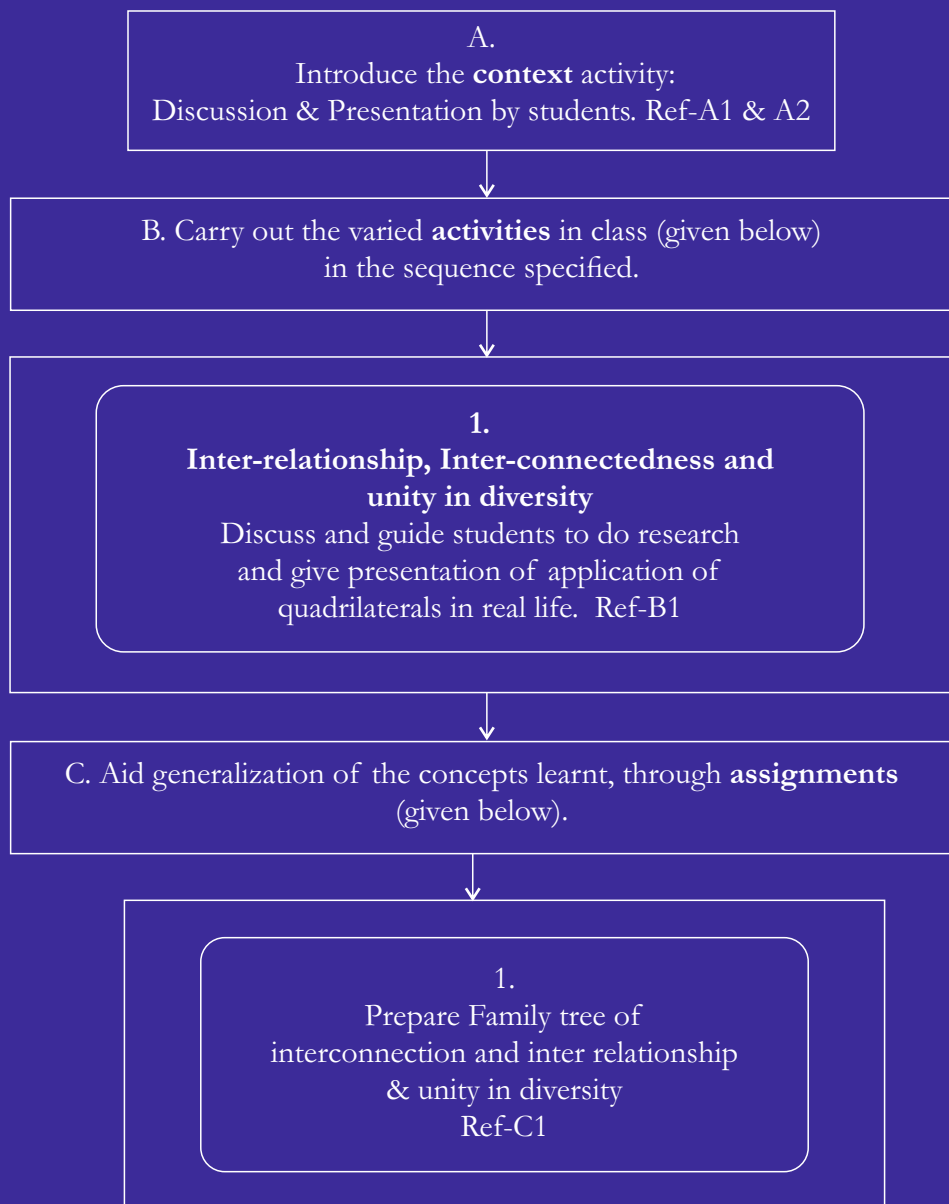 A.
Introduce the context activity:
Discussion & Presentation by students. Ref-A1 & A2
B. Carry out the varied activities in class (given below)
in the sequence specified.
1.
Inter-relationship, Inter-connectedness and
unity in diversity
Discuss and guide students to do research
and give presentation of application of
quadrilaterals in real life. Ref-B1
C. Aid generalization of the concepts learnt, through assignments
(given below).
1.
Prepare Family tree of
interconnection and inter relationship
& unity in diversity
Ref-C1